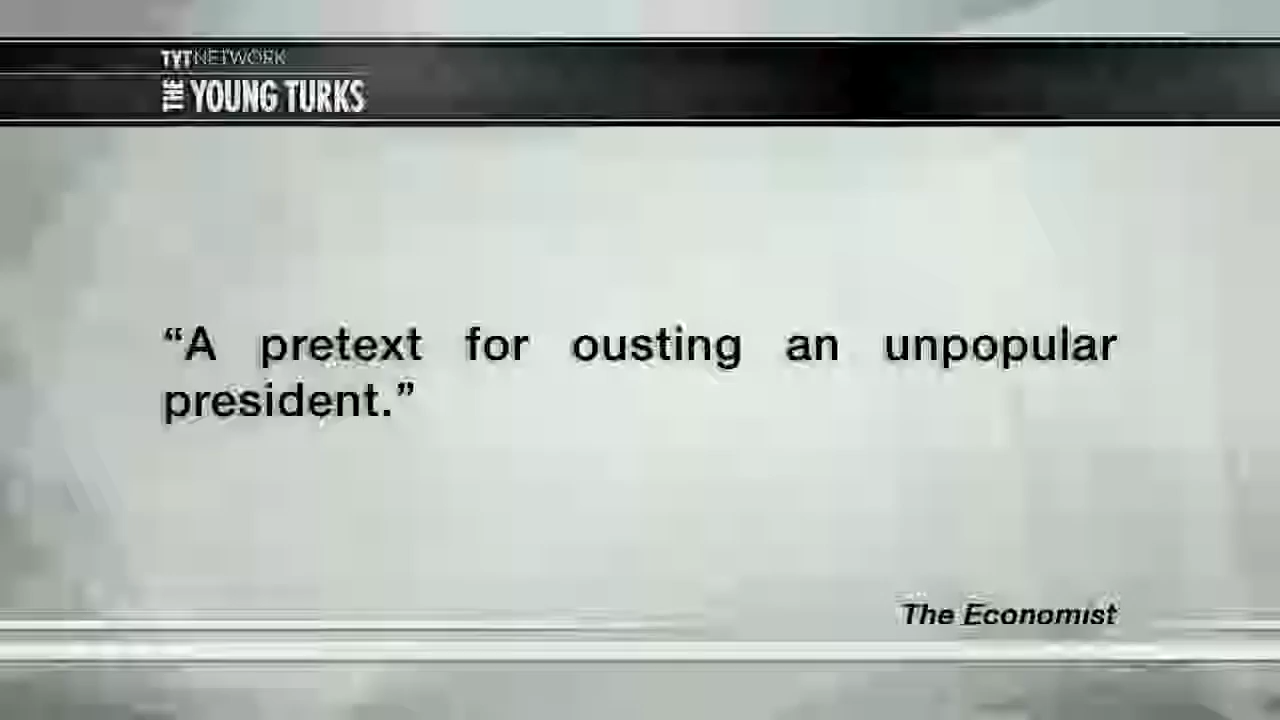 TYT NETWORK
THE YOUNG TURKS
“A pretext for ousting an unpopular
president.”
The Economist